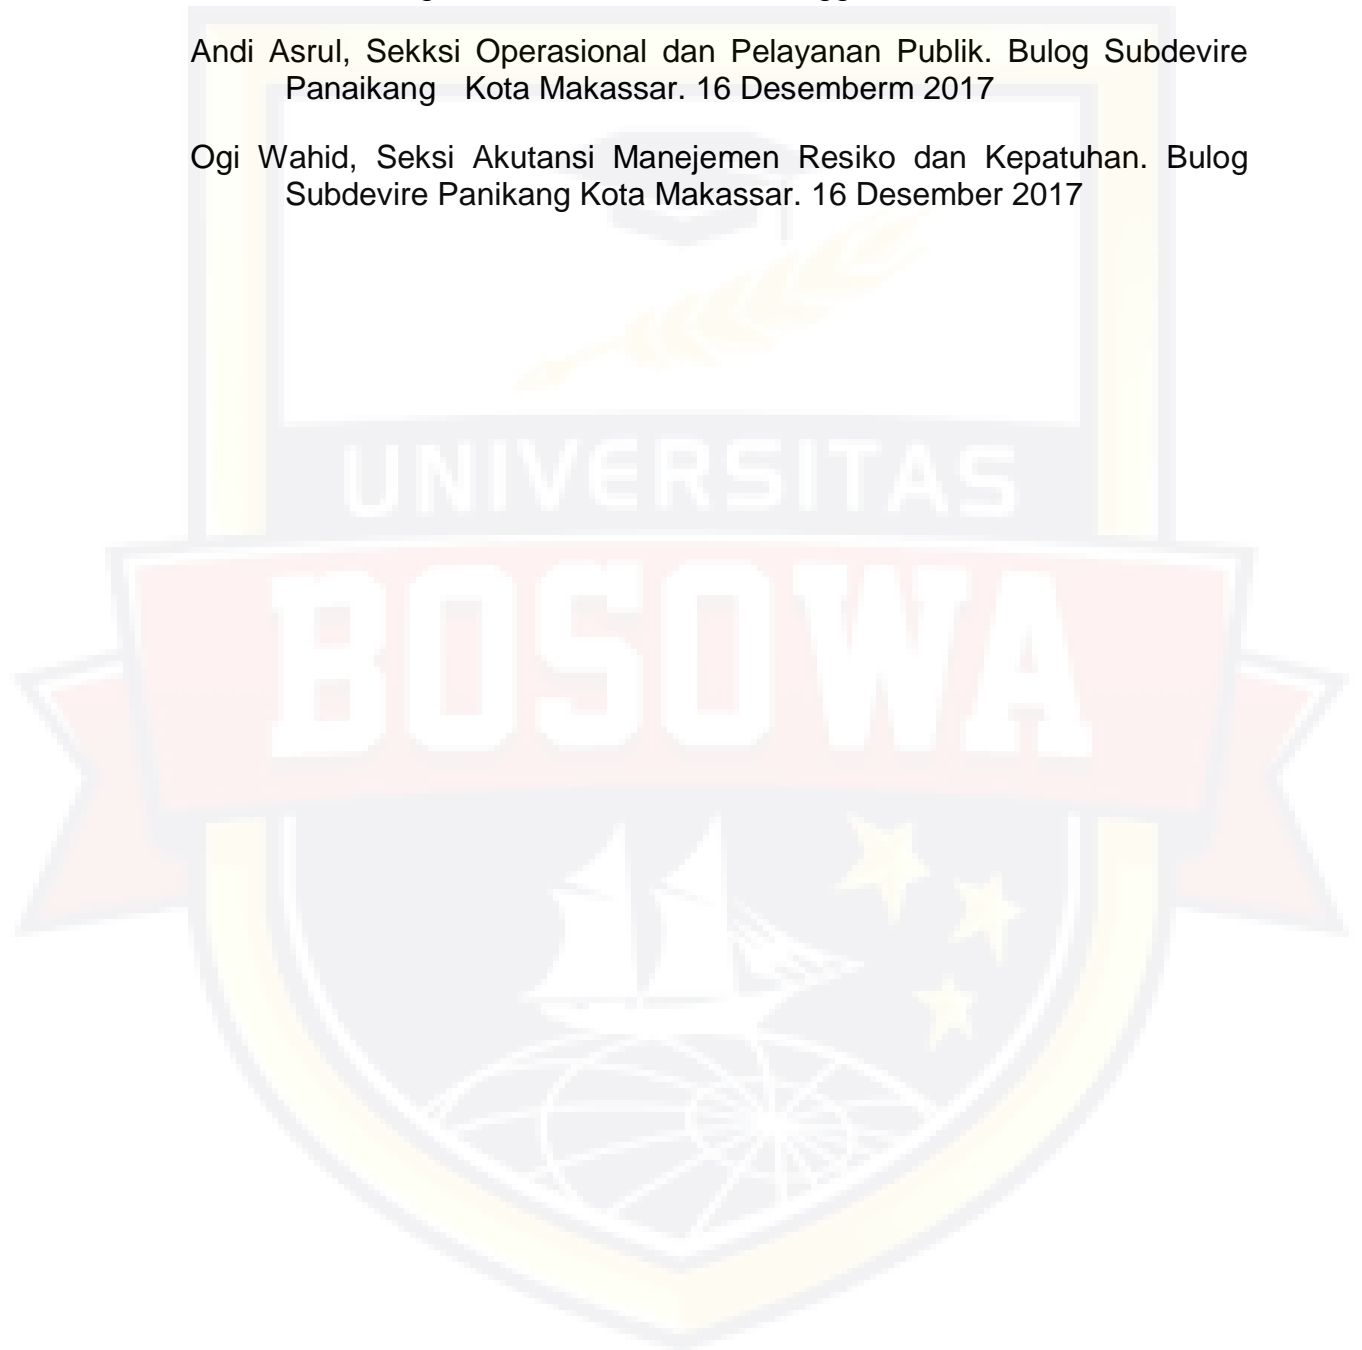 Andi Asrul, Sekksi Operasional dan Pelayanan Publik. Bulog Subdevire
Panaikang Kota Makassar. 16 Desemberm 2017
Ogi Wahid, Seksi Akutansi Manejemen Resiko dan Kepatuhan. Bulog
Subdevire Panikang Kota Makassar. 16 Desember 2017
UNIVERSITAS
BOSOWA